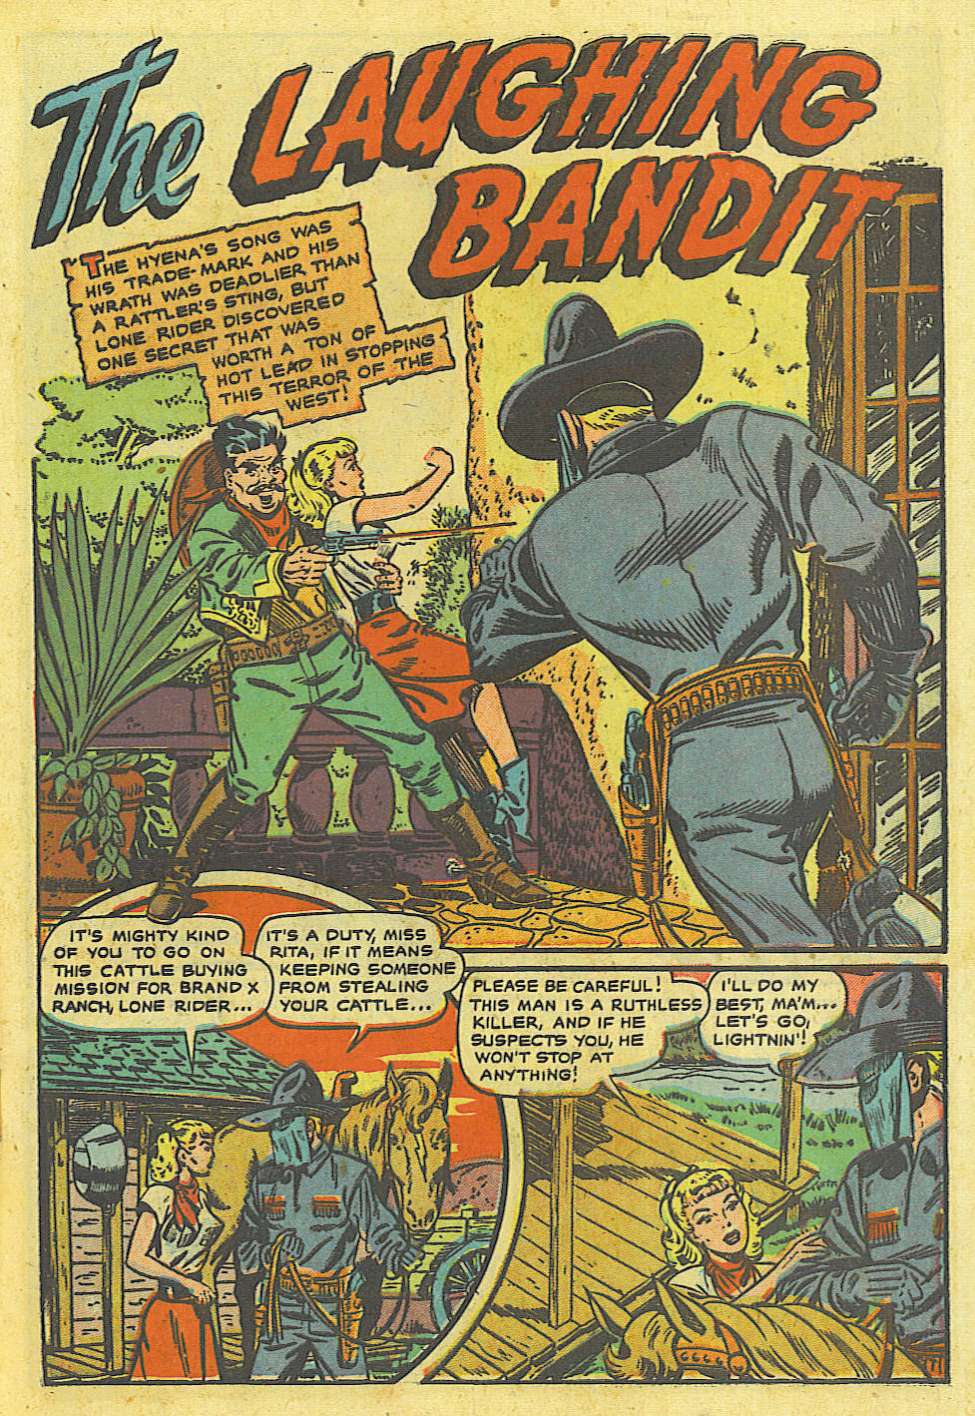 The LAUGHING
BANDIT
THE HYENA'S SONG WAS
HIS TRADE-MARK AND HIS
WRATH WAS DEADLIER THAN
A RATTLER'S STING, BUT
LONE RIDER DISCOVERED
ONE SECRET THAT WAS
WORTH A TON OF
HOT LEAD IN STOPPING
THIS TERROR OF THE
WEST!
IT'S MIGHTY KIND
OF YOU TO GO ON
THIS CATTLE BUYING
MISSION FOR BRAND X
RANCH, LONE RIDER...
IT'S A DUTY, MISS
RITA, IF IT MEANS
KEEPING SOMEONE
FROM STEALING
YOUR CATTLE...
PLEASE BE CAREFUL!
THIS MAN IS A RUTHLESS
KILLER, AND IF HE
SUSPECTS YOU, HE
WON'T STOP AT
ANYTHING!
I'LL DO MY
BEST, MA'M...
LET'S GO,
LIGHTNIN'!